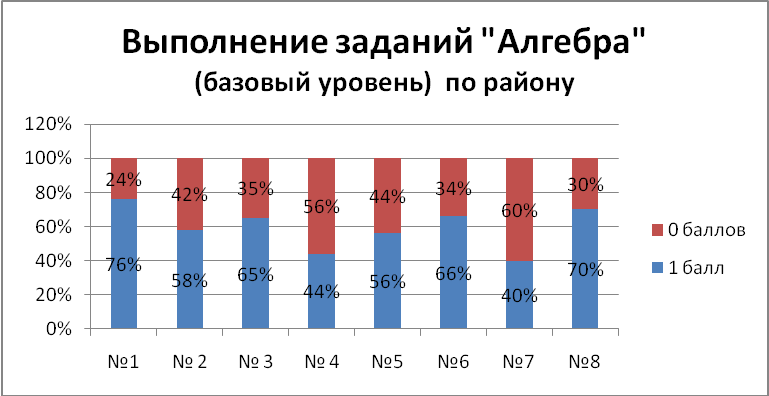 Выполнение заданий "Алгебра"
(базовый уровень) по району
120%
100%
80%
60%
40%
20%
0%
24% 42% 35% 56% 44% 34% 60% 30%
76% 58% 65% 44% 56% 66% 40% 70%
№1 № 2 № 3 № 4 №5 №6 №7 №8
0 баллов
1 балл